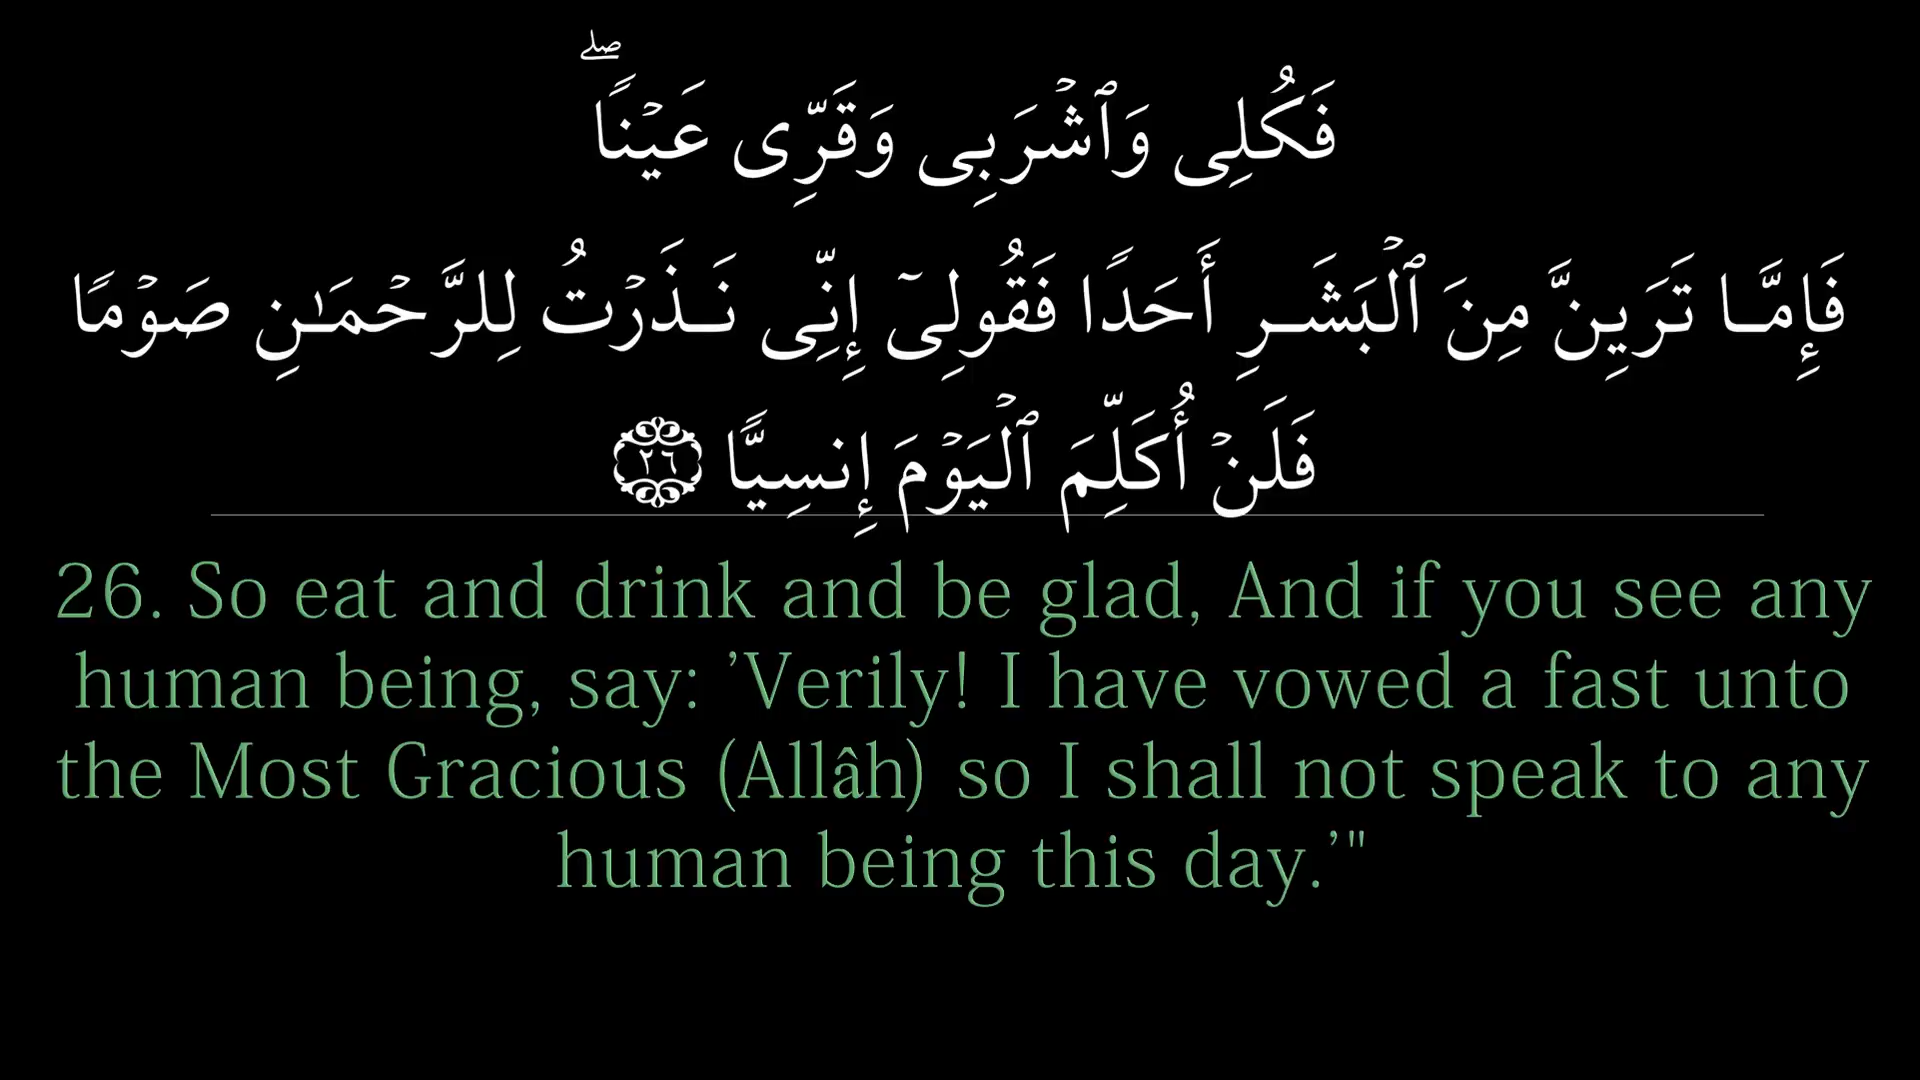 فَكُلِى وَٱشْرَبِى وَقَرِّى عَيْنًا ۖ
فَإِمَّا تَرَيِنَّ مِنَ ٱلْبَشَرِ أَحَدًا فَقُولِىٓ إِنِّى نَذَرْتُ لِلرَّحْمَـٰنِ صَوْمًا
فَلَنْ أُكَلِّمَ ٱلْيَوْمَ إِنسِيًّا ٢٦
26. So eat and drink and be glad, And if you see any
human being, say: ’Verily! I have vowed a fast unto
the Most Gracious (Allâh) so I shall not speak to any
human being this day.’"